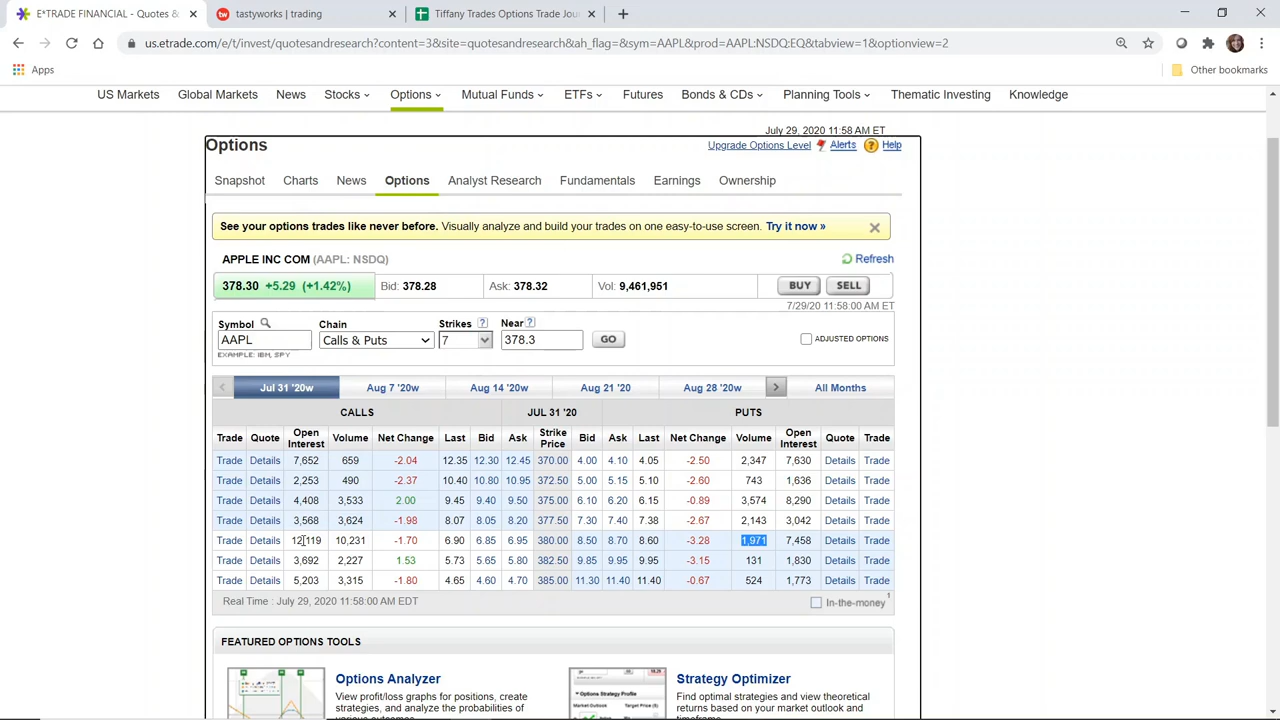 E*TRADE FINANCIAL - Quotes &
tastyworks | trading
Tiffany Trades Options Trade Jou
us.etrade.com/e/t/invest/quotesandresearch?content=3&site=quotesandresearch&ah_flag=&sym=AAPL&prod=AAPL:NSDQ:EQ&tabview=1&optionview=2
Apps Other bookmarks
US Markets Global Markets News Stocks Options Mutual Funds ETFs Futures Bonds & CDs Planning Tools Thematic Investing Knowledge
July 29, 2020 11:58 AM ET
Options Upgrade Options Level Alerts ? Help
Snapshot Charts News Options Analyst Research Fundamentals Earnings Ownership
See your options trades like never before. Visually analyze and build your trades on one easy-to-use screen. Try it now »
APPLE INC COM (AAPL: NSDQ) Refresh
378.30 +5.29 (+1.42%) Bid: 378.28 Ask: 378.32 Vol: 9,461,951 BUY SELL
7/29/20 11:58:00 AM ET
Symbol Chain Strikes ? Near ?
AAPL Calls & Puts 7 378.3 GO ADJUSTED OPTIONS
EXAMPLE: IBM, SPY
Jul 31 '20w Aug 7 '20w Aug 14 '20w Aug 21 '20 Aug 28 '20w All Months
CALLS JUL 31 '20 PUTS
Trade Quote Open Interest Volume Net Change Last Bid Ask Strike Price Bid Ask Last Net Change Volume Open Interest Quote Trade
Trade Details 7,652 659 -2.04 12.35 12.30 12.45 370.00 4.00 4.10 4.05 -2.50 2,347 7,630 Details Trade
Trade Details 2,253 490 -2.37 10.40 10.80 10.95 372.50 5.00 5.15 5.10 -2.60 743 1,636 Details Trade
Trade Details 4,408 3,533 2.00 9.45 9.40 9.50 375.00 6.10 6.20 6.15 -0.89 3,574 8,290 Details Trade
Trade Details 3,568 3,624 -1.98 8.07 8.05 8.20 377.50 7.30 7.40 7.38 -2.67 2,143 3,042 Details Trade
Trade Details 12,119 10,231 -1.70 6.90 6.85 6.95 380.00 8.50 8.70 8.60 -3.28 1,971 7,458 Details Trade
Trade Details 3,692 2,227 1.53 5.73 5.65 5.80 382.50 9.85 9.95 9.95 -3.15 131 1,830 Details Trade
Trade Details 5,203 3,315 -1.80 4.65 4.60 4.70 385.00 11.30 11.40 11.40 -0.67 524 1,773 Details Trade
Real Time : July 29, 2020 11:58:00 AM EDT In-the-money 1
FEATURED OPTIONS TOOLS
Options Analyzer
View profit/loss graphs for positions, create
strategies, and analyze the probabilities of
Strategy Optimizer
Find optimal strategies and view theoretical
returns based on your market outlook and